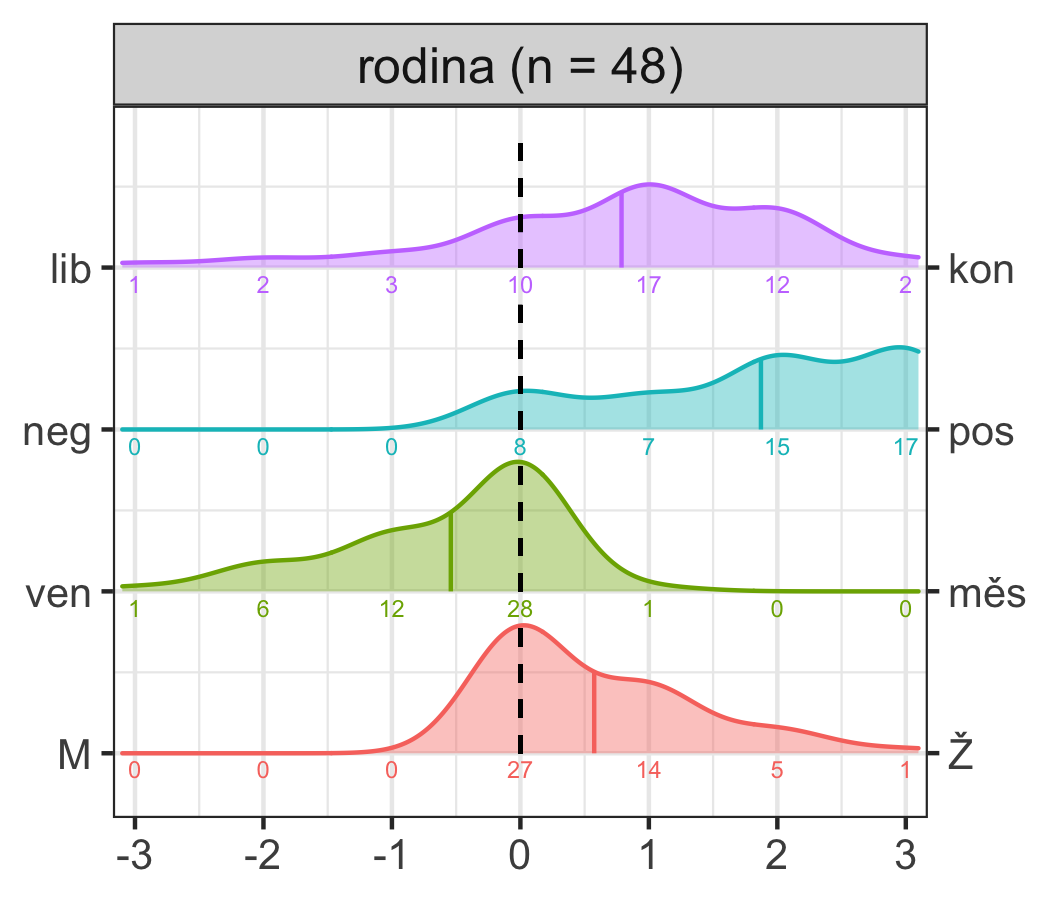 rodina (n = 48)
lib kon
1 2 3 10 17 12 2
neg pos
0 0 0 8 7 15 17
ven měs
1 6 12 28 1 0 0
M Ž
0 0 0 27 14 5 1
-3 -2 -1 0 1 2 3